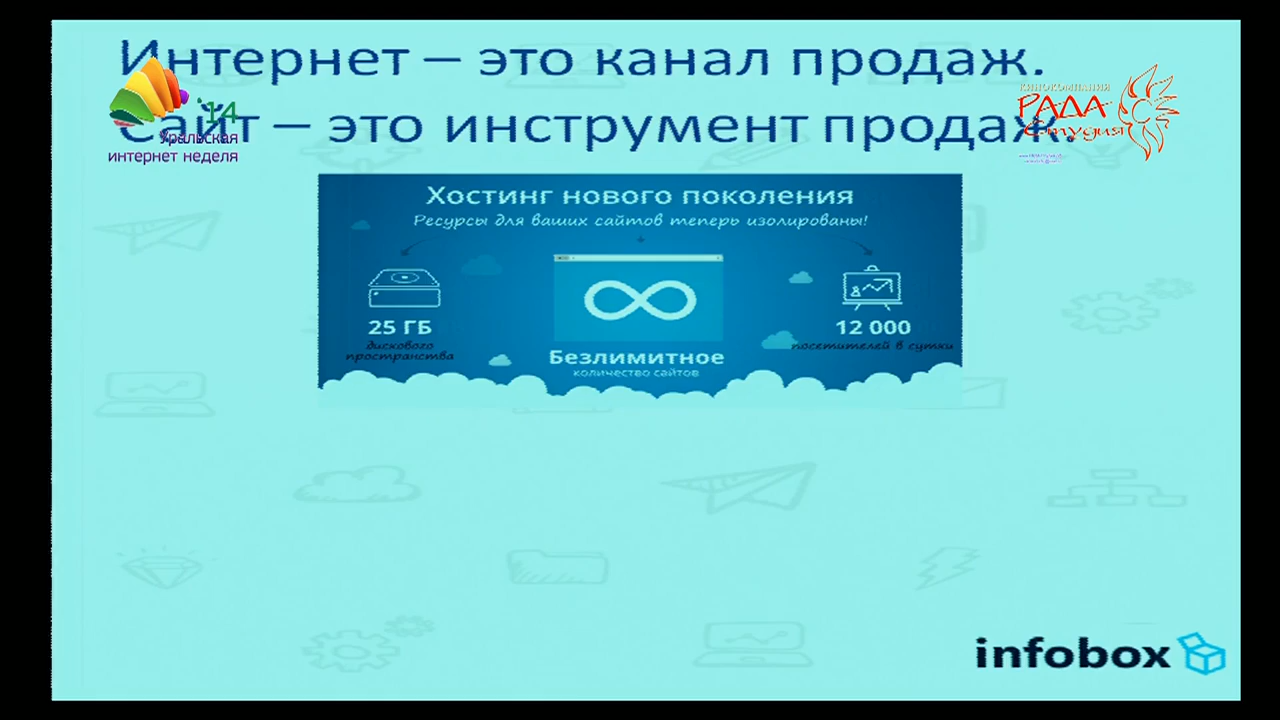 Интернет – это канал продаж.
Сайт – это инструмент продаж.
'14
Уральская
интернет неделя
КИНОКОМПАНИЯ
РАДА
студия
Хостинг нового поколения
Ресурсы для ваших сайтов теперь изолированы!
25 ГБ
дискового
пространства
Безлимитное
количество сайтов
12 000
посетителей в сутки
infobox